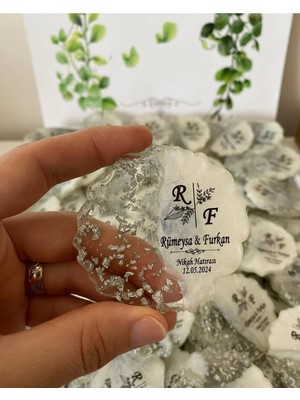 R
F
Rümeysa & Furkan
Nikah Hatırası
12.05.2024